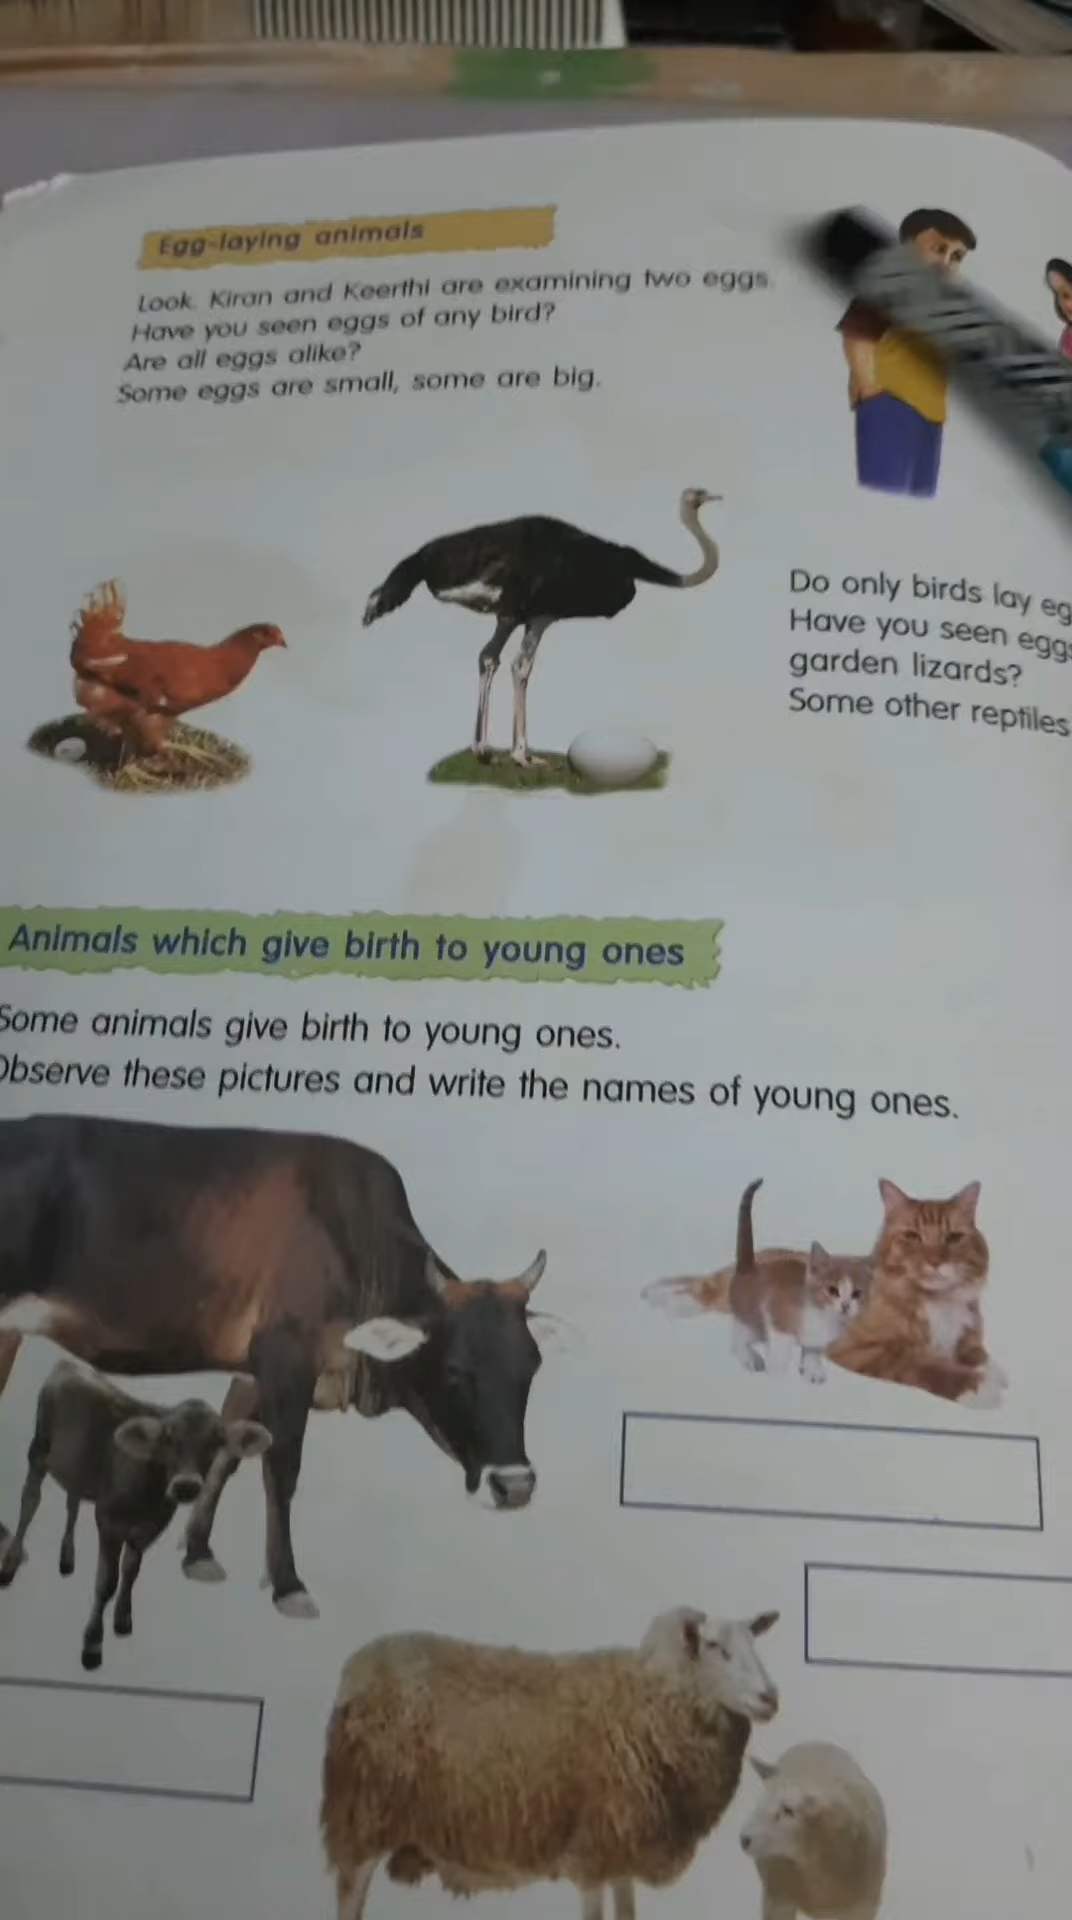 Egg-laying animals
Look. Kiran and Keerthi are examining two eggs.
Have you seen eggs of any bird?
Are all eggs alike?
Some eggs are small, some are big.
Do only birds lay
Have you seen
garden lizards?
Some other reptiles
Animals which give birth to young ones
Some animals give birth to young ones.
Observe these pictures and write the names of young ones.